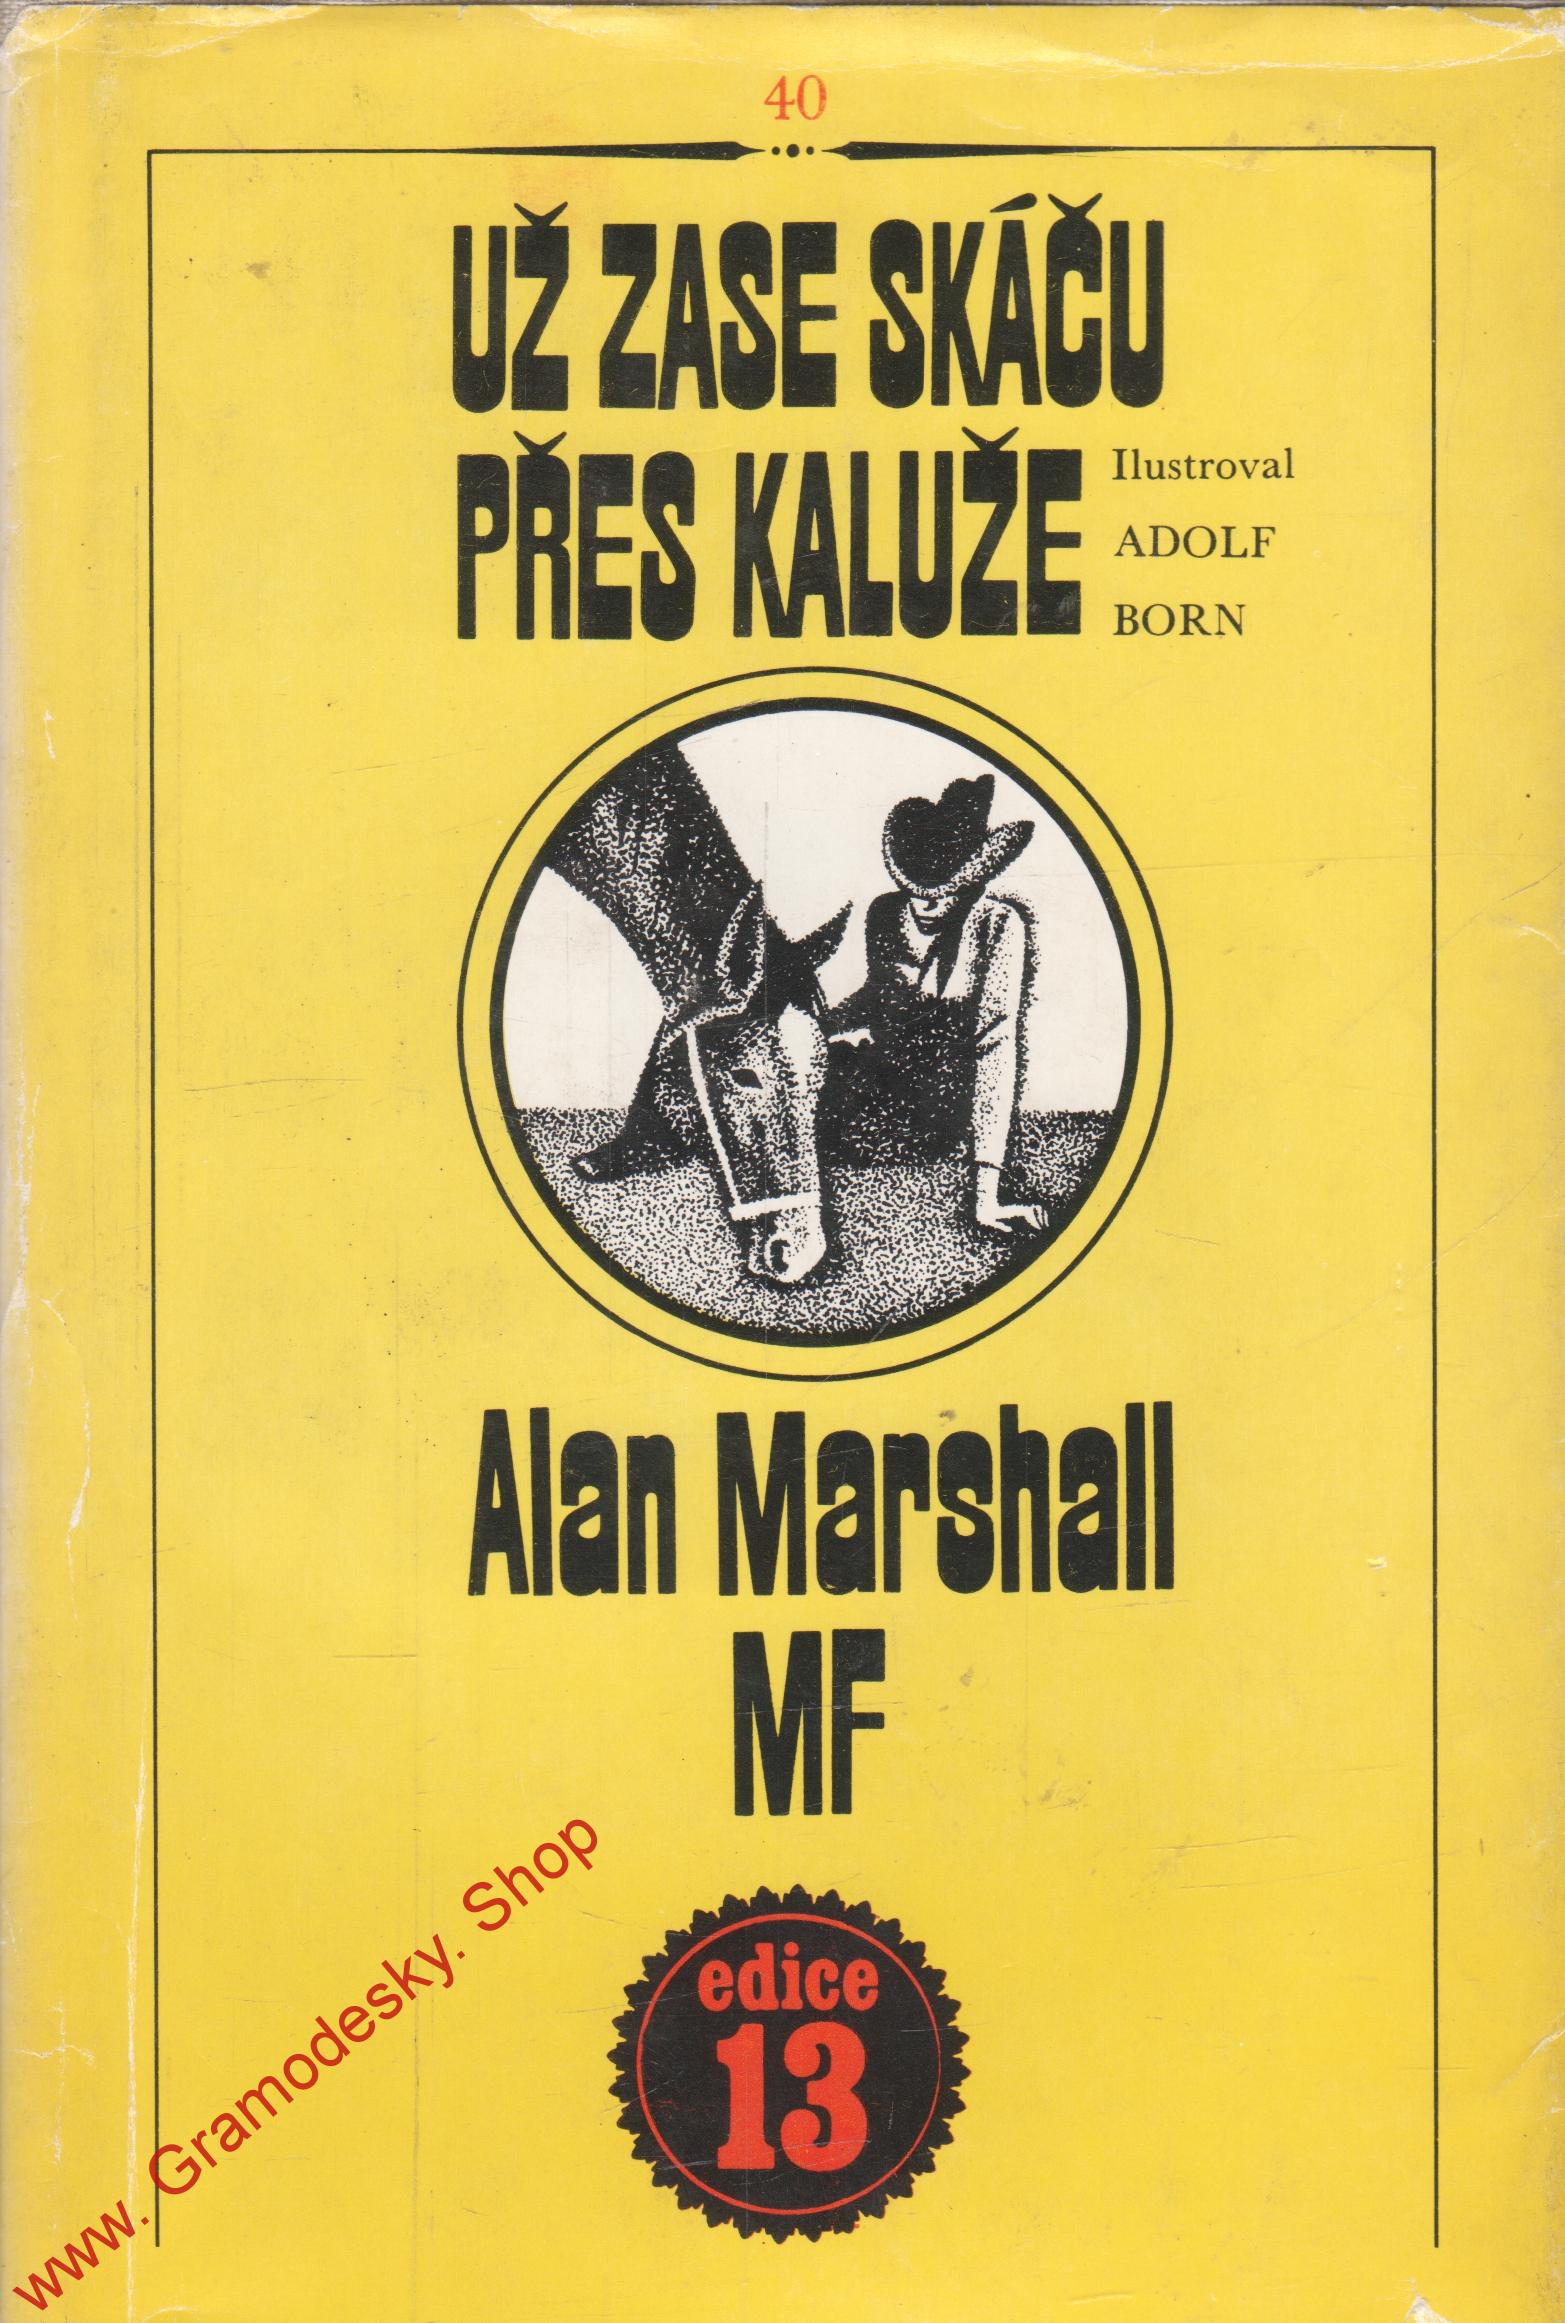 40
UŽ ZASE SKÁČU
PŘES KALUŽE
Ilustroval
ADOLF
BORN
Alan Marshall
MF
edice
13
www. Gramodesky. Shop